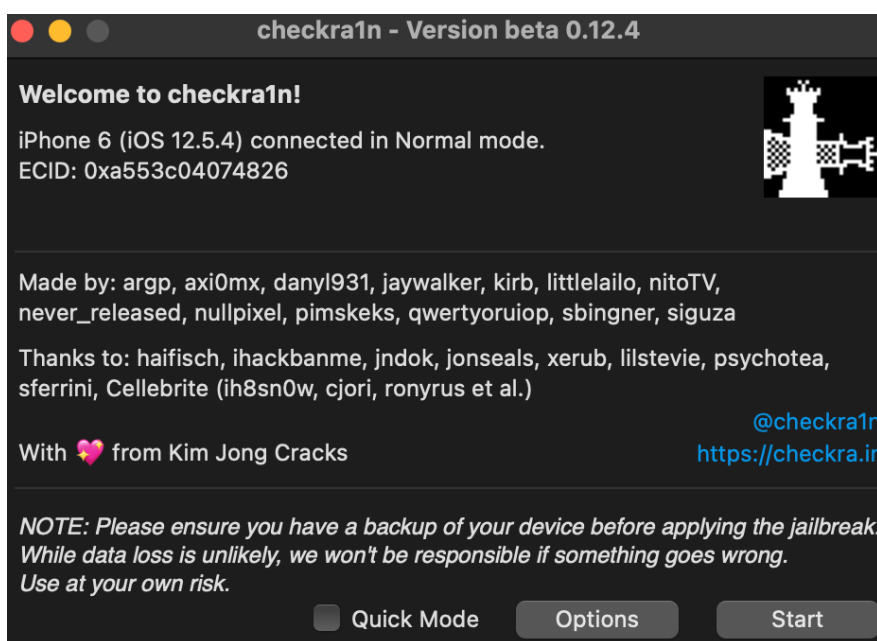 checkra1n - Version beta 0.12.4
Welcome to checkra1n!
iPhone 6 (iOS 12.5.4) connected in Normal mode.
ECID: 0xa553c04074826
Made by: argp, axi0mx, danyl931, jaywalker, kirb, littlelailo, nitoTV,
never_released, nullpixel, pimskeks, qwertyoruiop, sbingner, siguza
Thanks to: haifisch, ihackbanme, jndok, jonseals, xerub, lilstevie, psychotea,
sferrini, Cellebrite (ih8sn0w, cjori, ronyrus et al.)
@checkra1n
With 💖 from Kim Jong Cracks
https://checkra.in
NOTE: Please ensure you have a backup of your device before applying the jailbreak.
While data loss is unlikely, we won't be responsible if something goes wrong.
Use at your own risk.
Quick Mode
Options
Start